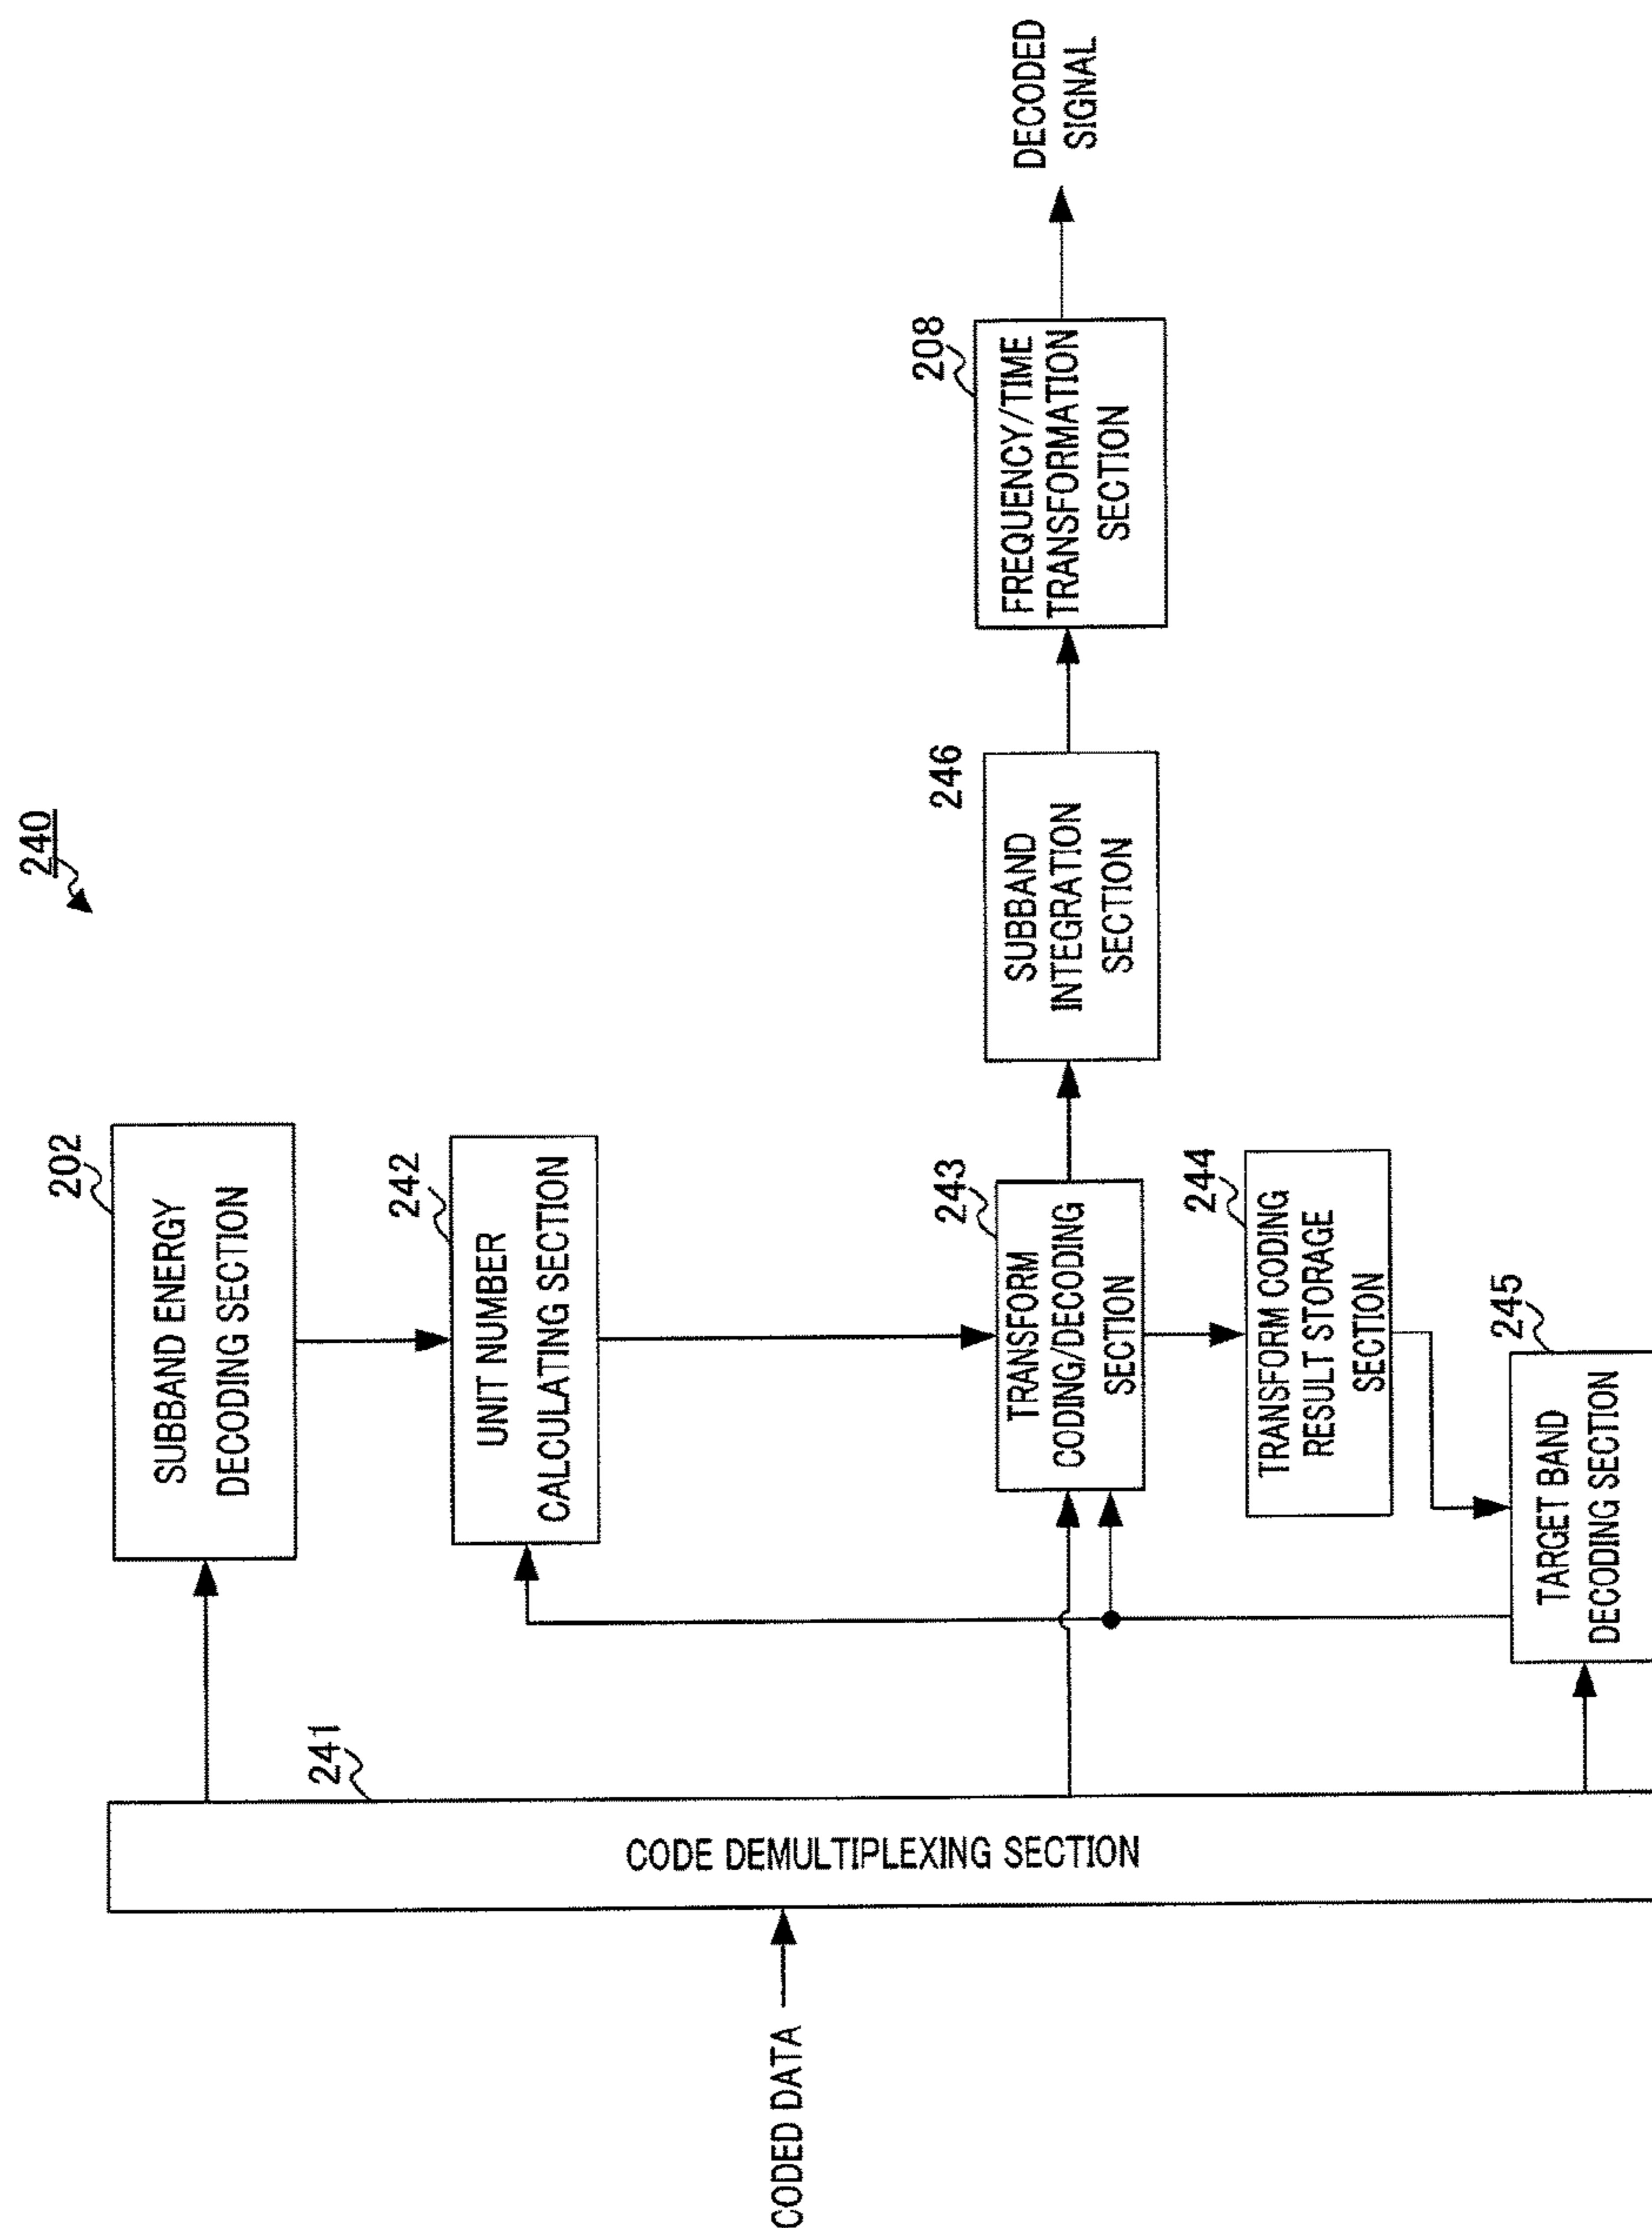 240
CODED DATA
241
CODE DEMULTIPLEXING SECTION
202
SUBBAND ENERGY
DECODING SECTION
242
UNIT NUMBER
CALCULATING SECTION
243
TRANSFORM
CODING/DECODING
SECTION
244
TRANSFORM CODING
RESULT STORAGE
SECTION
245
TARGET BAND
DECODING SECTION
246
SUBBAND
INTEGRATION
SECTION
208
FREQUENCY/TIME
TRANSFORMATION
SECTION
DECODED
SIGNAL